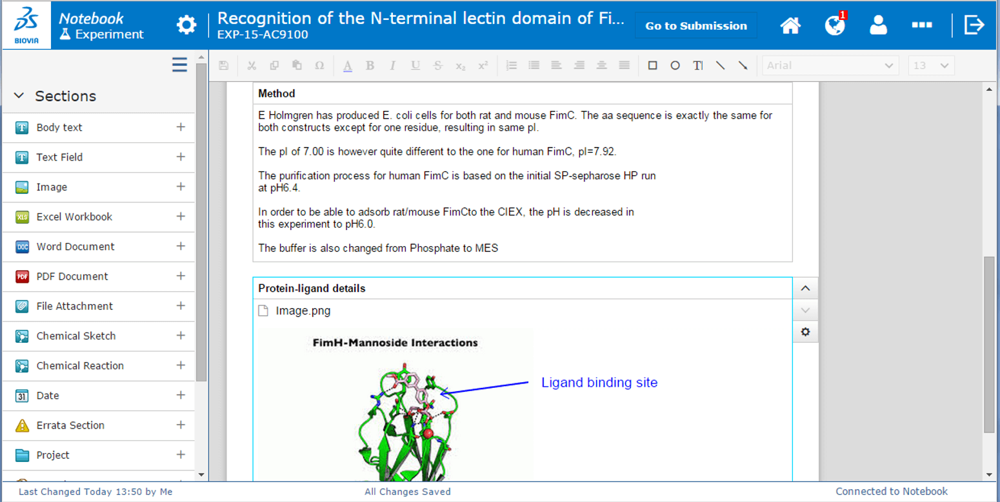 BIOVIA
Notebook
Experiment
Recognition of the N-terminal lectin domain of Fi...
EXP-15-AC9100
Go to Submission
1
A B I U S x₂ x²
T
Arial
13
Sections
Body text
Text Field
Image
Excel Workbook
Word Document
PDF Document
File Attachment
Chemical Sketch
Chemical Reaction
Date
Errata Section
Project
Method
E Holmgren has produced E. coli cells for both rat and mouse FimC. The aa sequence is exactly the same for
both constructs except for one residue, resulting in same pI.
The pI of 7.00 is however quite different to the one for human FimC, pI=7.92.
The purification process for human FimC is based on the initial SP-sepharose HP run
at pH6.4.
In order to be able to adsorb rat/mouse FimCto the CIEX, the pH is decreased in
this experiment to pH6.0.
The buffer is also changed from Phosphate to MES
Protein-ligand details
Image.png
FimH-Mannoside Interactions
Ligand binding site
Last Changed Today 13:50 by Me
All Changes Saved
Connected to Notebook